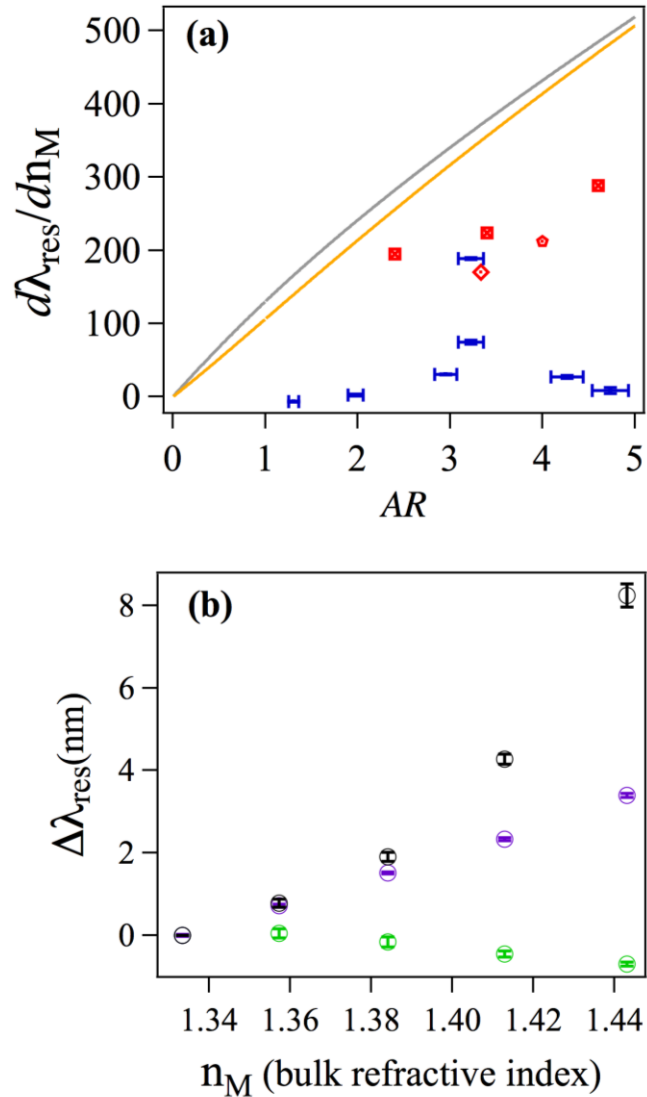 (a)
dλres/dnM
500
400
300
200
100
0
0 1 2 3 4 5
AR
(b)
Δλres(nm)
8
6
4
2
0
1.34 1.36 1.38 1.40 1.42 1.44
nM (bulk refractive index)